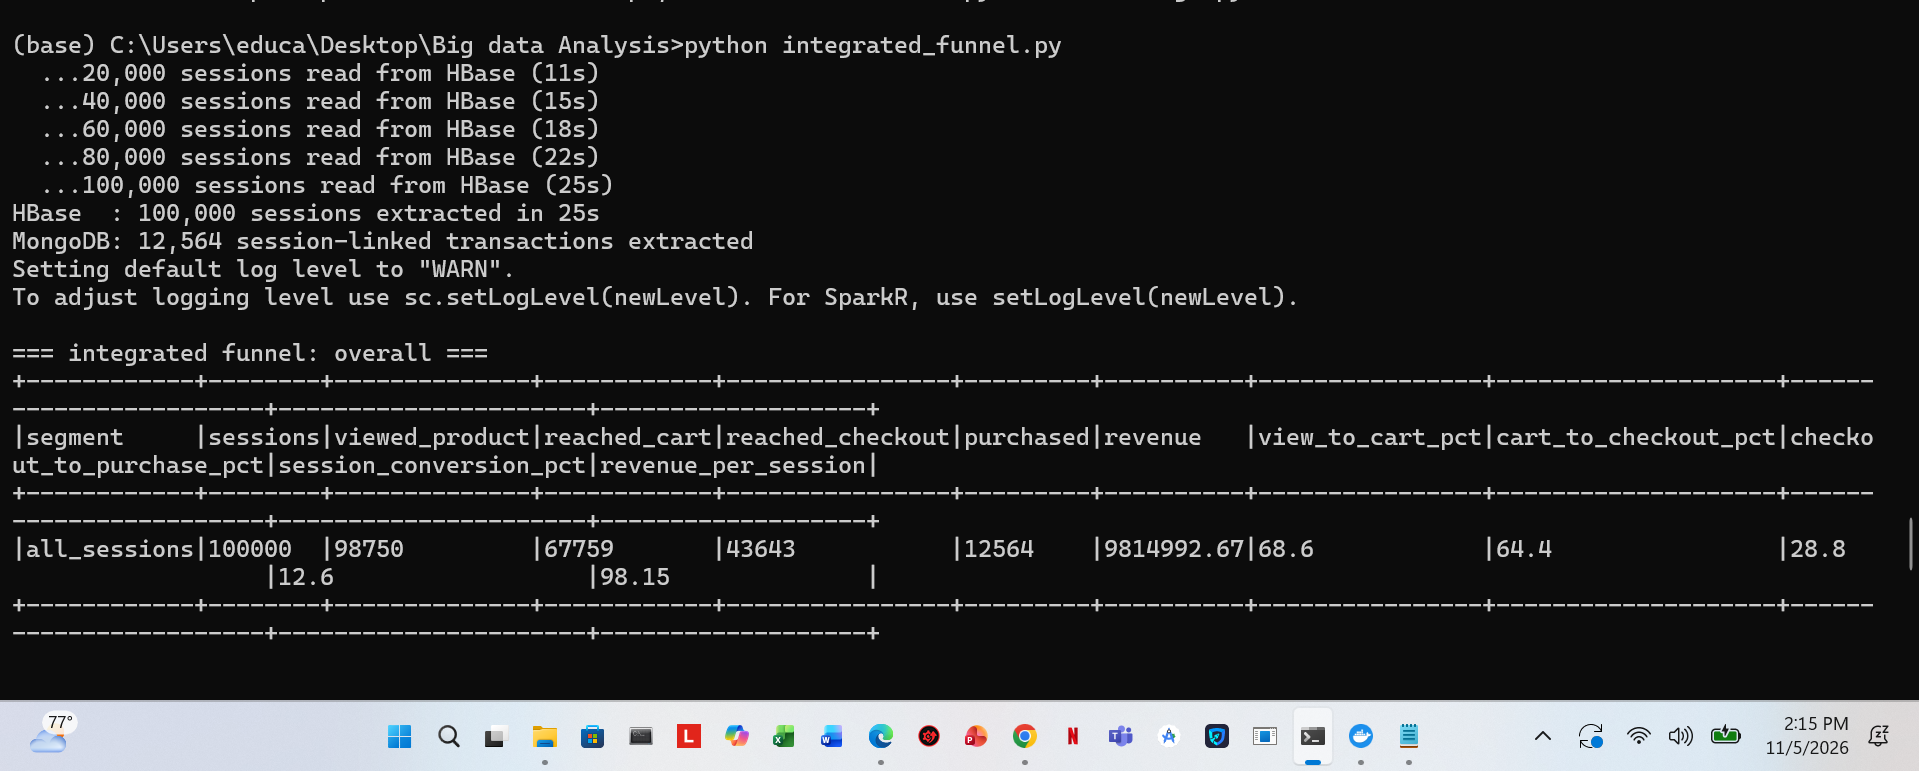 (base) C:\Users\educa\Desktop\Big data Analysis>python integrated_funnel.py
  ...20,000 sessions read from HBase (11s)
  ...40,000 sessions read from HBase (15s)
  ...60,000 sessions read from HBase (18s)
  ...80,000 sessions read from HBase (22s)
  ...100,000 sessions read from HBase (25s)
HBase  : 100,000 sessions extracted in 25s
MongoDB: 12,564 session-linked transactions extracted
Setting default log level to "WARN".
To adjust logging level use sc.setLogLevel(newLevel). For SparkR, use setLogLevel(newLevel).
=== integrated funnel: overall ===
+------------+--------+--------------+------------+----------------+---------+----------+----------------+--------------------+------
------------------+----------------------+-------------------+
|segment     |sessions|viewed_product|reached_cart|reached_checkout|purchased|revenue   |view_to_cart_pct|cart_to_checkout_pct|checko
ut_to_purchase_pct|session_conversion_pct|revenue_per_session|
+------------+--------+--------------+------------+----------------+---------+----------+----------------+--------------------+------
------------------+----------------------+-------------------+
|all_sessions|100000  |98750         |67759       |43643           |12564    |9814992.67|68.6            |64.4                |28.8
                  |12.6                  |98.15              |
+------------+--------+--------------+------------+----------------+---------+----------+----------------+--------------------+------
------------------+----------------------+-------------------+
77°
2:15 PM
11/5/2026